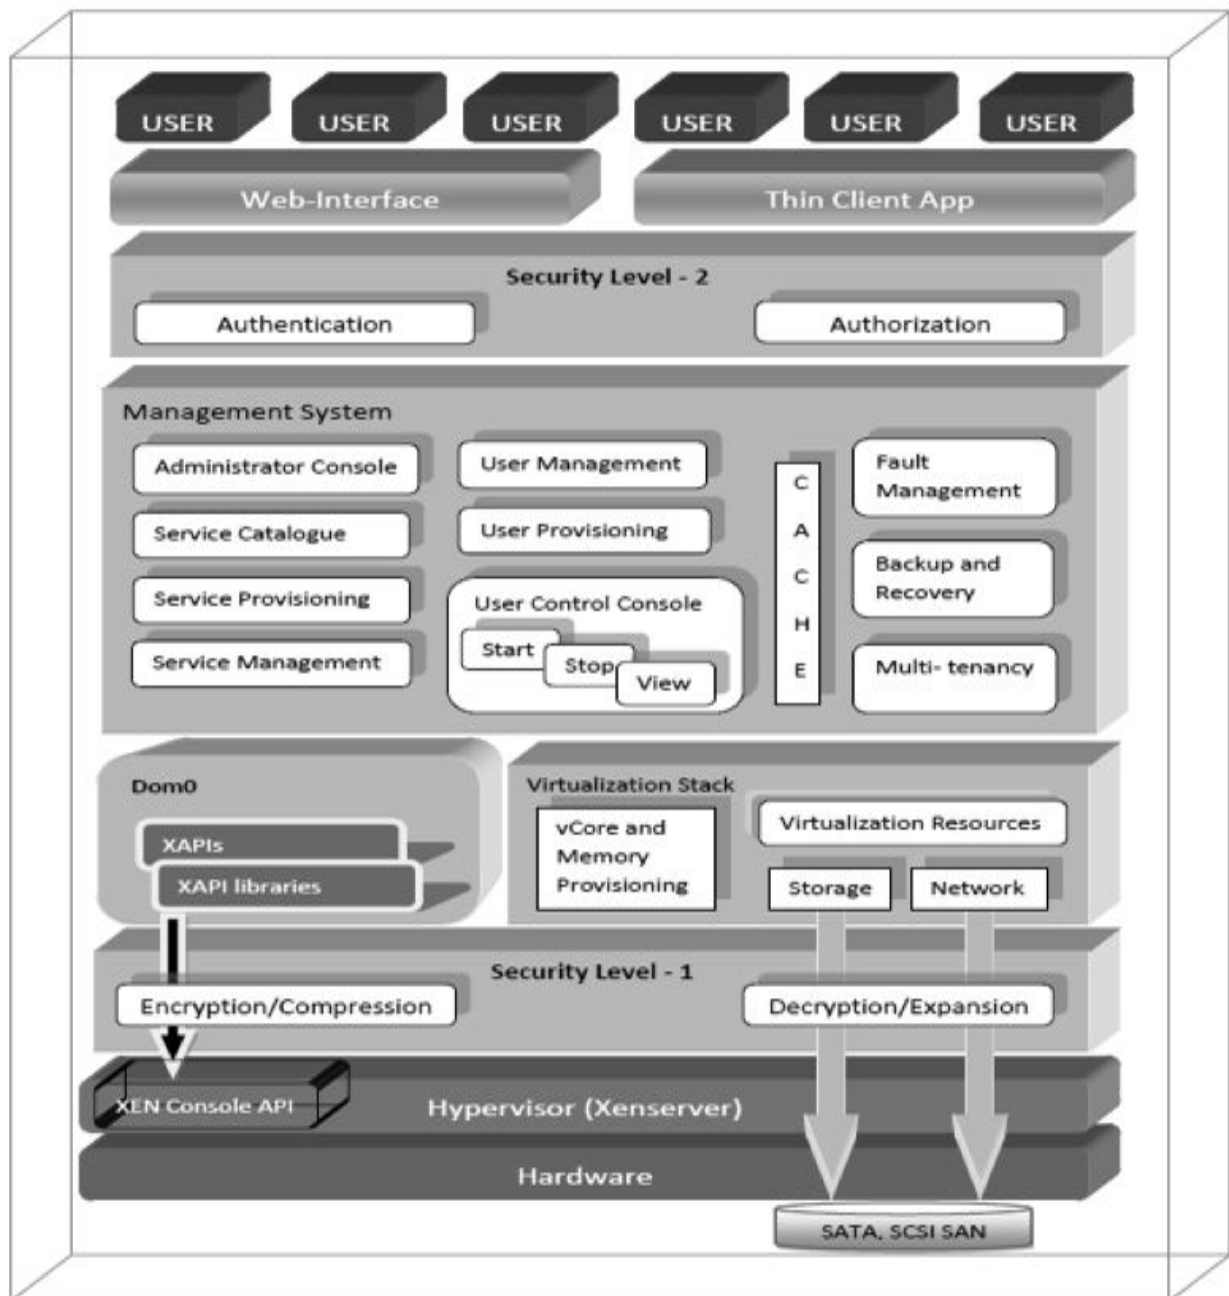 USER USER USER USER USER USER
Web-Interface
Thin Client App
Security Level - 2
Authentication
Authorization
Management System
Administrator Console
Service Catalogue
Service Provisioning
Service Management
User Management
User Provisioning
User Control Console
Start
Stop
View
C
A
C
H
E
Fault
Management
Backup and
Recovery
Multi- tenancy
Dom0
XAPIs
XAPI libraries
Virtualization Stack
vCore and
Memory
Provisioning
Virtualization Resources
Storage
Network
Security Level - 1
Encryption/Compression
Decryption/Expansion
XEN Console API
Hypervisor (Xenserver)
Hardware
SATA, SCSI SAN